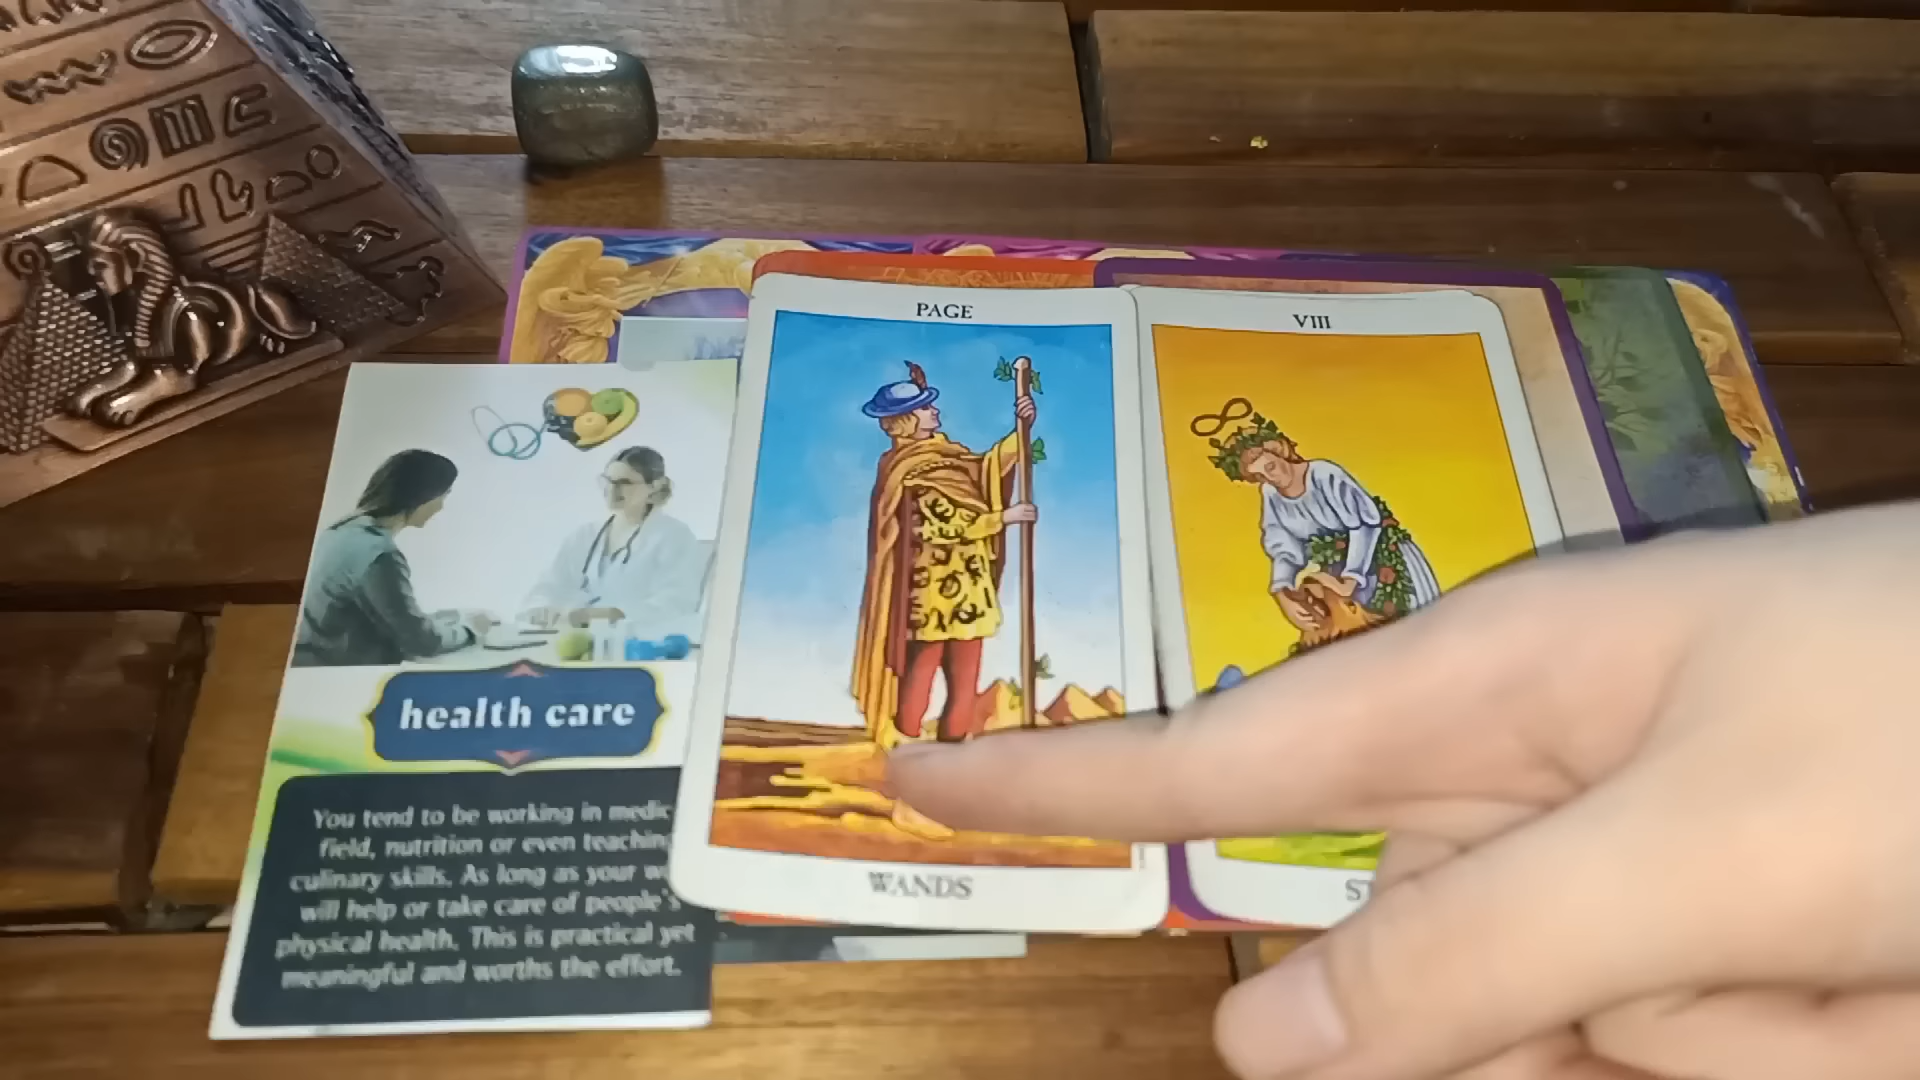 PAGE
VIII
health care
You tend to be working in medic
field, nutrition or even teaching
culinary skills. As long as your
will help or take care of people's
physical health. This is practical yet
meaningful and worths the effort.
WANDS
ST